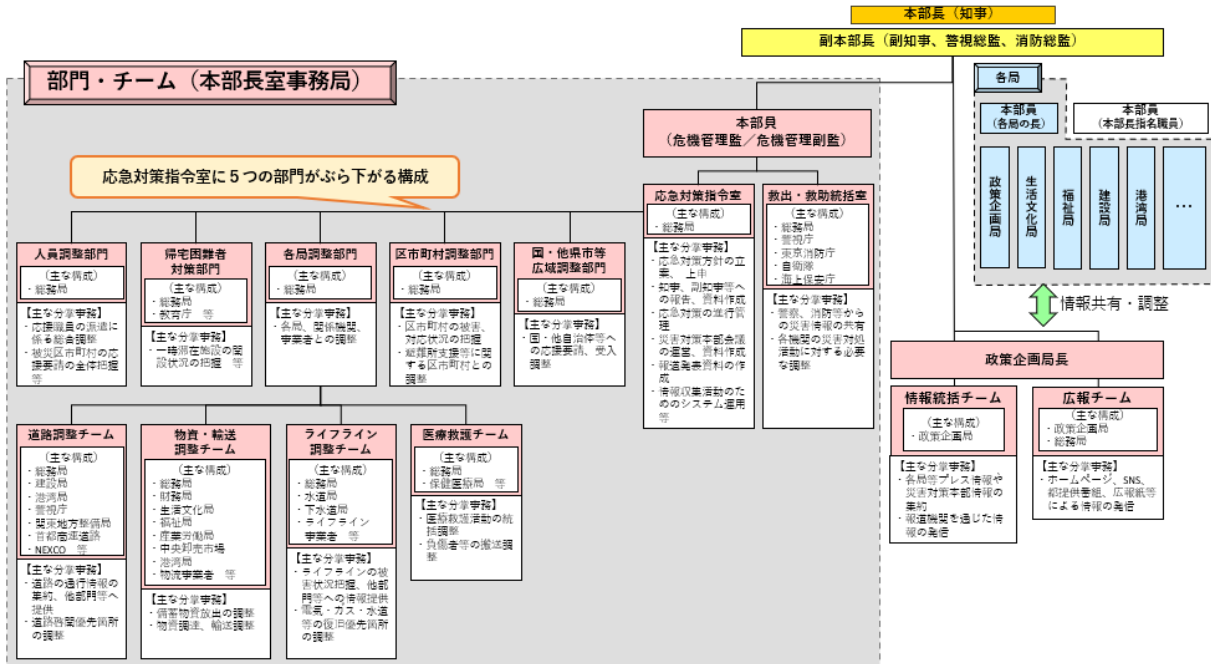 本部長（知事）
副本部長（副知事、警視総監、消防総監）
部門・チーム（本部長室事務局）
各局
本部員
（各局の長）
本部員
（本部長指名職員）
政策企画局
生活文化局
福祉局
建設局
港湾局
…
本部員
（危機管理監／危機管理副監）
応急対策指令室に５つの部門がぶら下がる構成
応急対策指令室
（主な構成）
・総務局
【主な分掌事務】
・応急対策方針の立
案、上申
・知事、副知事等へ
の報告、資料作成
・応急対策の進行管
理
・災害対策本部会議
の運営、資料作成
・報道発表資料の作
成
・情報収集活動のた
めのシステム運用
等
救出・救助統括室
（主な構成）
・総務局
・警視庁
・東京消防庁
・自衛隊
・海上保安庁
【主な分掌事務】
・警察、消防等から
の災害情報の共有
・各機関の災害対処
活動に対する必要
な調整
人員調整部門
（主な構成）
・総務局
【主な分掌事務】
・応援職員の派遣に
係る総合調整
・被災区市町村の応
援要請の全体把握
等
帰宅困難者
対策部門
（主な構成）
・総務局
・教育庁　等
【主な分掌事務】
・一時滞在施設の開
設状況の把握　等
各局調整部門
（主な構成）
・総務局
【主な分掌事務】
・各局、関係機関、
事業者との調整
区市町村調整部門
（主な構成）
・総務局
【主な分掌事務】
・区市町村の被害、
対応状況の把握
・避難所支援等に関
する区市町村との
調整
国・他県市等
広域調整部門
（主な構成）
・総務局
【主な分掌事務】
・国・他自治体等へ
の応援要請、受入
調整
情報共有・調整
政策企画局長
情報統括チーム
（主な構成）
・政策企画局
【主な分掌事務】
・各局等プレス情報や
災害対策本部情報の
集約
・報道機関を通じた情
報の発信
広報チーム
（主な構成）
・政策企画局
・総務局
【主な分掌事務】
・ホームページ、SNS、
都提供番組、広報紙等
による情報の発信
道路調整チーム
（主な構成）
・総務局
・建設局
・港湾局
・警視庁
・関東地方整備局
・首都高速道路
・NEXCO　等
【主な分掌事務】
・道路の通行情報の
集約、他部門等へ
提供
・道路啓開優先箇所
の調整
物資・輸送
調整チーム
（主な構成）
・総務局
・財務局
・生活文化局
・福祉局
・産業労働局
・中央卸売市場
・港湾局
・物流事業者　等
【主な分掌事務】
・備蓄物資放出の調整
・物資調達、輸送調整
ライフライン
調整チーム
（主な構成）
・総務局
・水道局
・下水道局
・ライフライン
事業者　等
【主な分掌事務】
・ライフラインの被
害状況把握、他部
門等への情報提供
・電気・ガス・水道
等の復旧優先箇所
の調整
医療救護チーム
（主な構成）
・総務局
・保健医療局　等
【主な分掌事務】
・医療救護活動の統
括調整
・負傷者等の搬送調
整